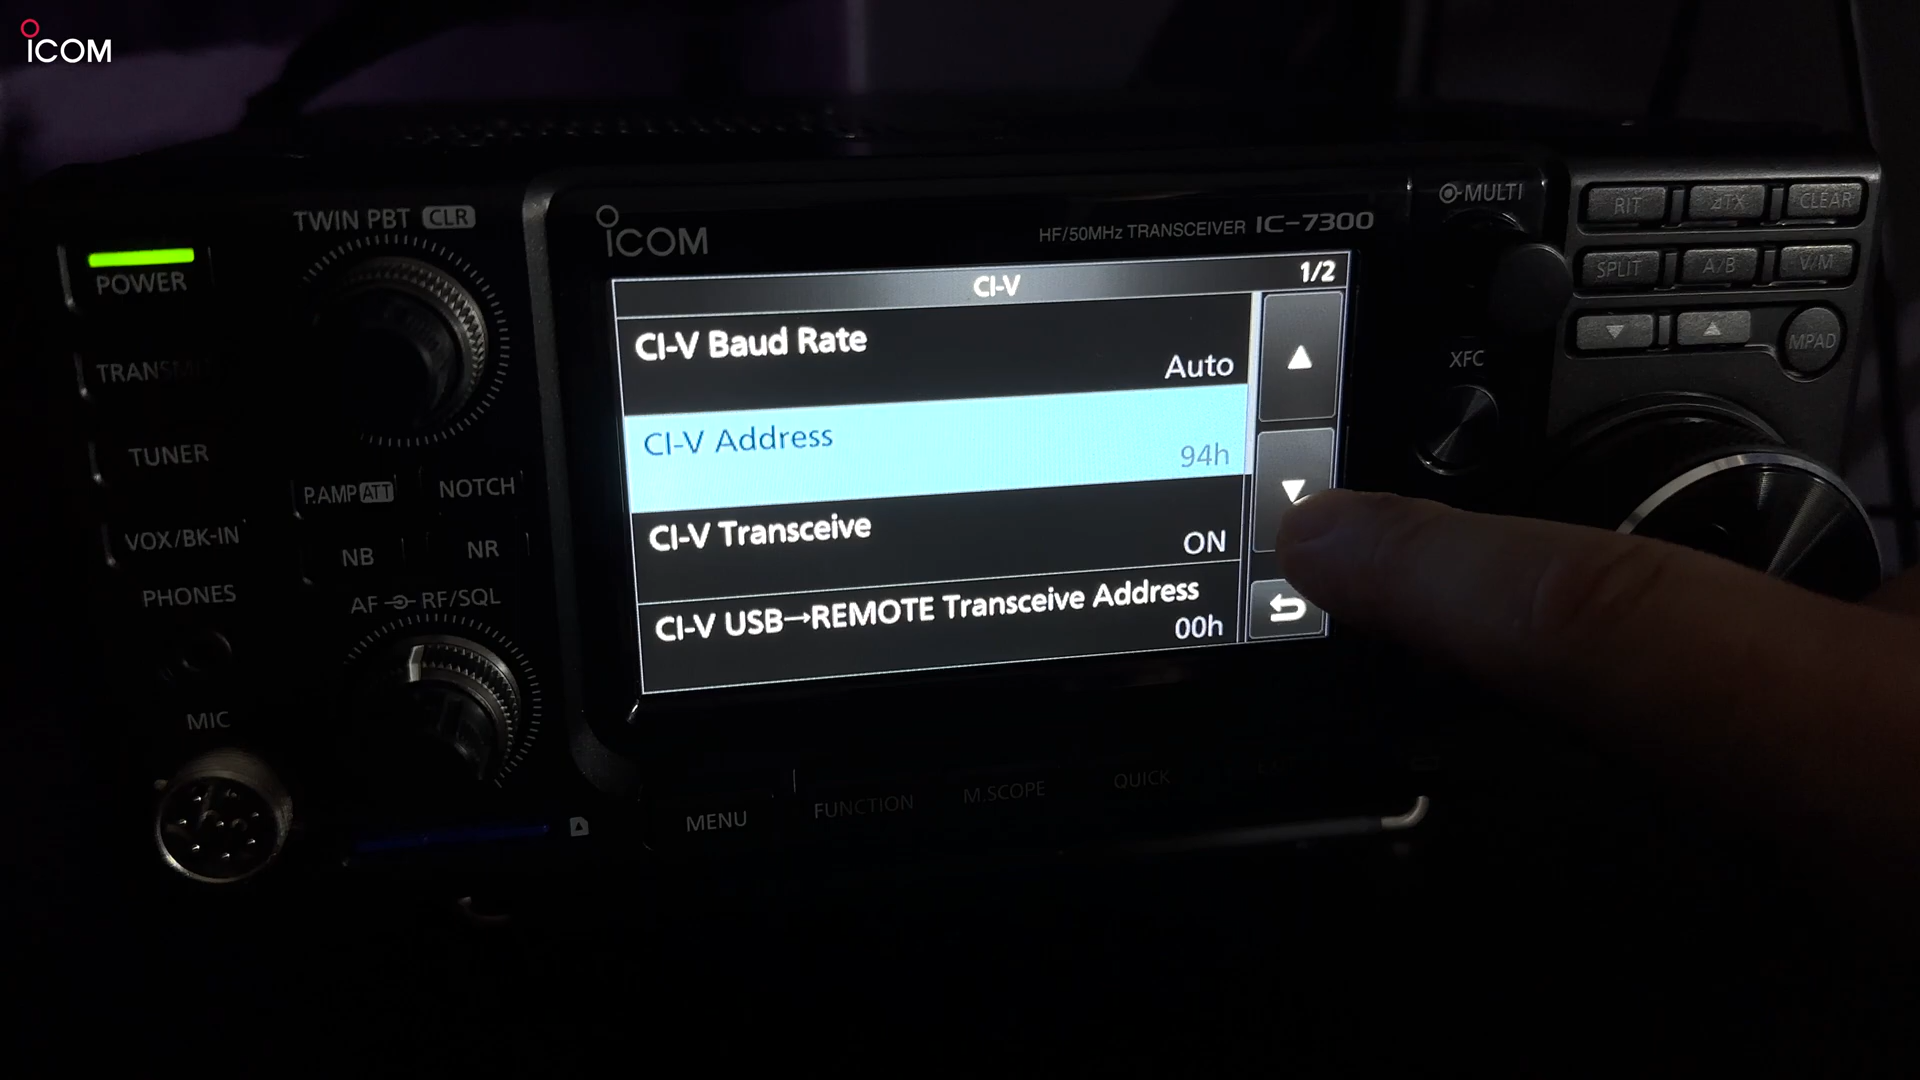 ICOM
TWIN PBT CLR
POWER
TRANSM
TUNER
VOX/BK-IN
PHONES
MIC
P.AMP ATT
NOTCH
NB
NR
AF RF/SQL
ICOM
HF/50MHz TRANSCEIVER IC-7300
CI-V 1/2
CI-V Baud Rate
Auto
CI-V Address
94h
CI-V Transceive
ON
CI-V USB→REMOTE Transceive Address
00h
MENU
FUNCTION
M.SCOPE
QUICK
MULTI
XFC
RIT
⊿TX
CLEAR
SPLIT
A/B
V/M
MPAD